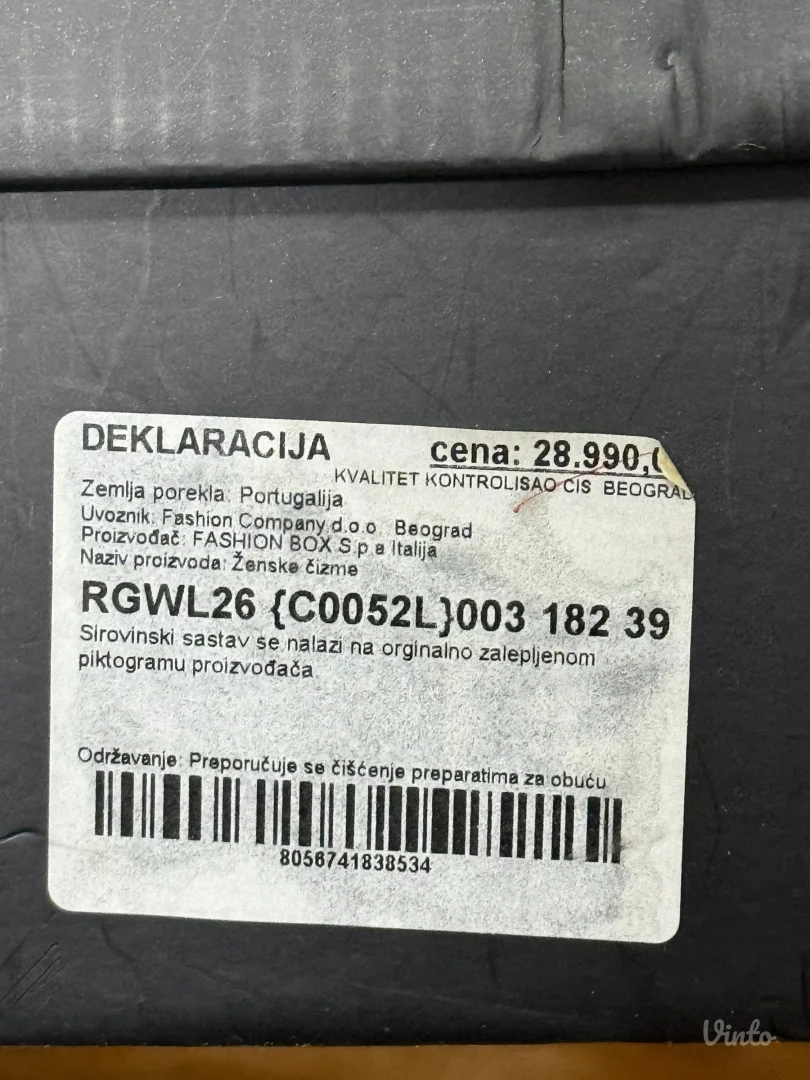 DEKLARACIJA
cena: 28.990,(
KVALITET KONTROLISAO CIS BEOGRAD
Zemlja porekla: Portugalija
Uvoznik: Fashion Company d.o.o. Beograd
Proizvođač: FASHION BOX S.p.a Italija
Naziv proizvoda: Ženske čizme
RGWL26 {C0052L}003 182 39
Sirovinski sastav se nalazi na orginalno zalepljenom
piktogramu proizvođača
Održavanje: Preporučuje se čišćenje preparatima za obuću
8056741838534
Vinto